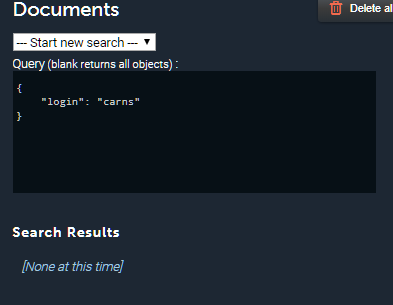 Documents
Delete al
--- Start new search ---
Query (blank returns all objects) :
{
"login": "carns"
}
Search Results
[None at this time]